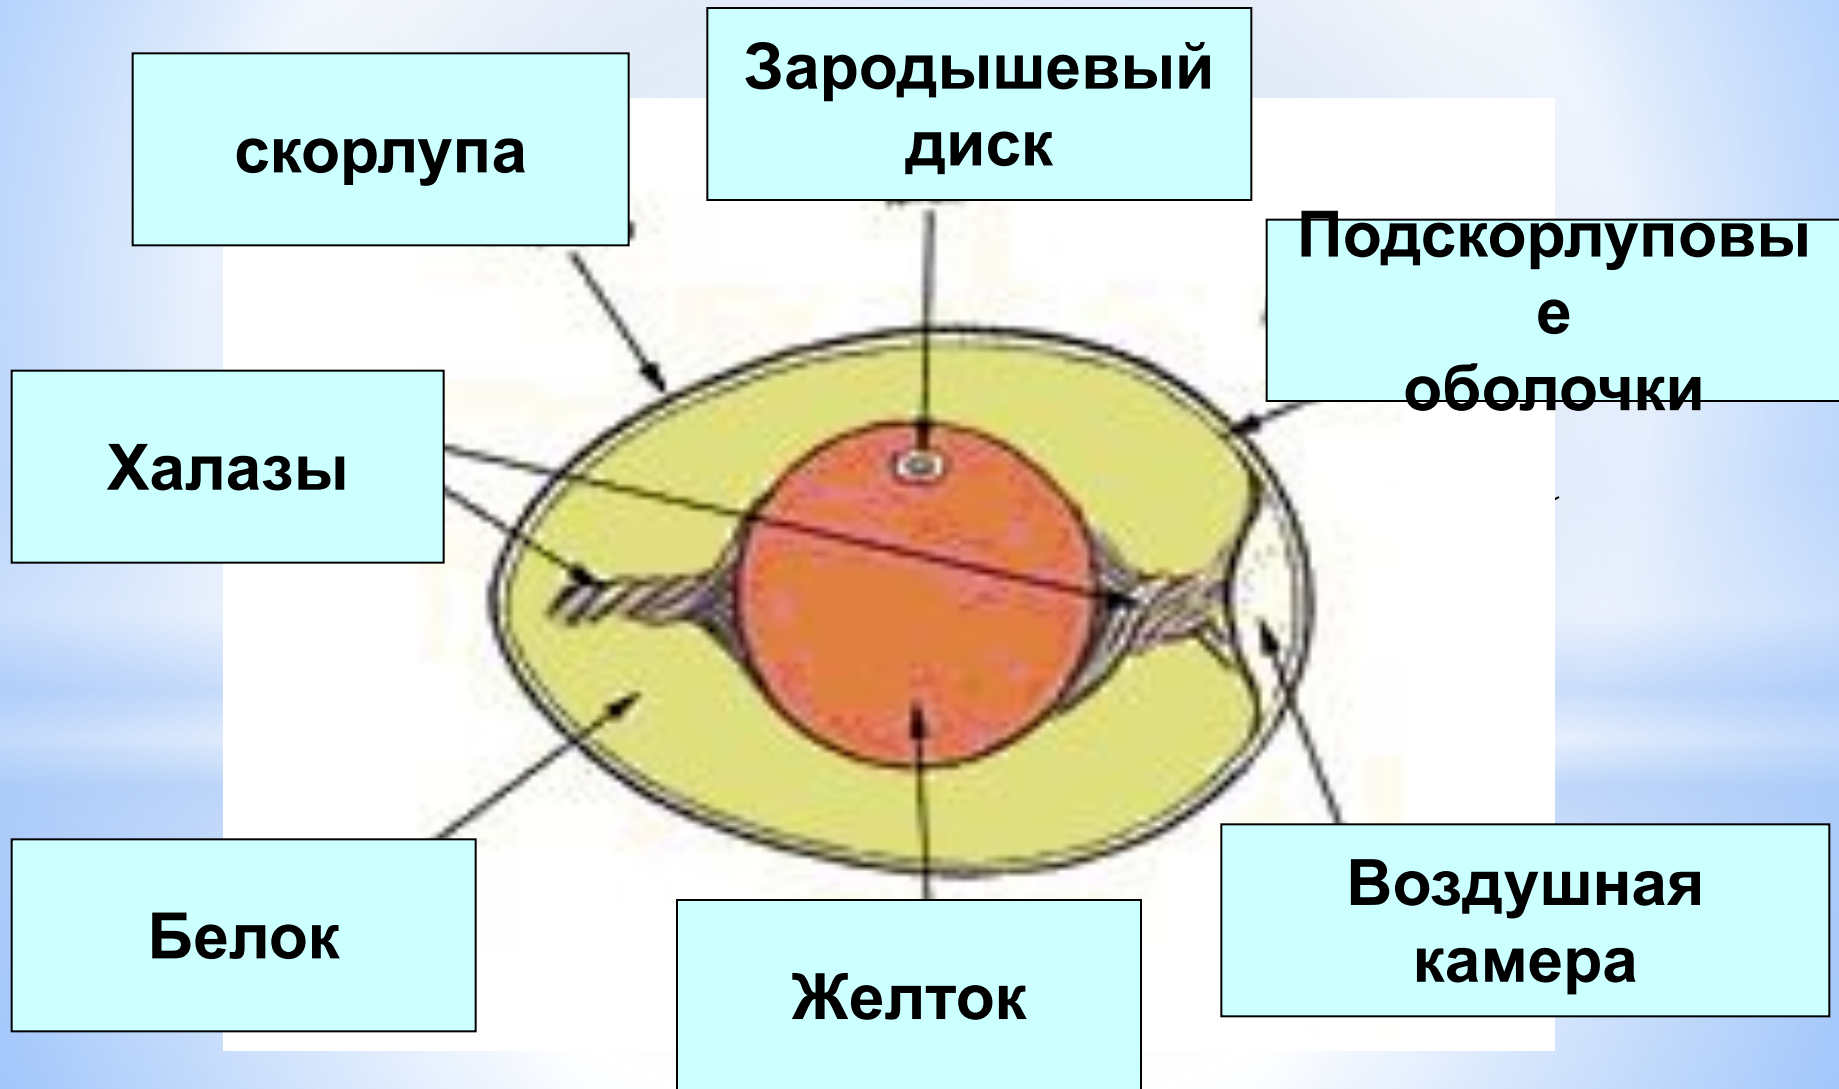 Зародышевый
диск
скорлупа
Подскорлуповы
е
оболочки
Халазы
Воздушная
камера
Белок
Желток